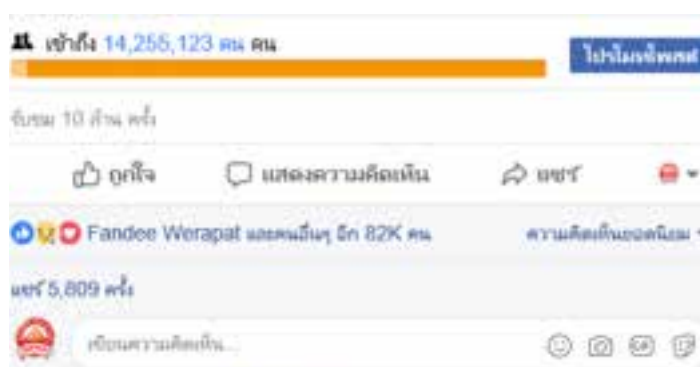 เข้าถึง 14,255,123 คน คน
โปรโมทโพสต์
รับชม 10 ล้าน ครั้ง
ถูกใจ แสดงความคิดเห็น แชร์
Fandee Werapat และคนอื่นๆ อีก 82K คน ความคิดเห็นยอดนิยม
แชร์ 5,809 ครั้ง
เขียนความคิดเห็น...
GIF